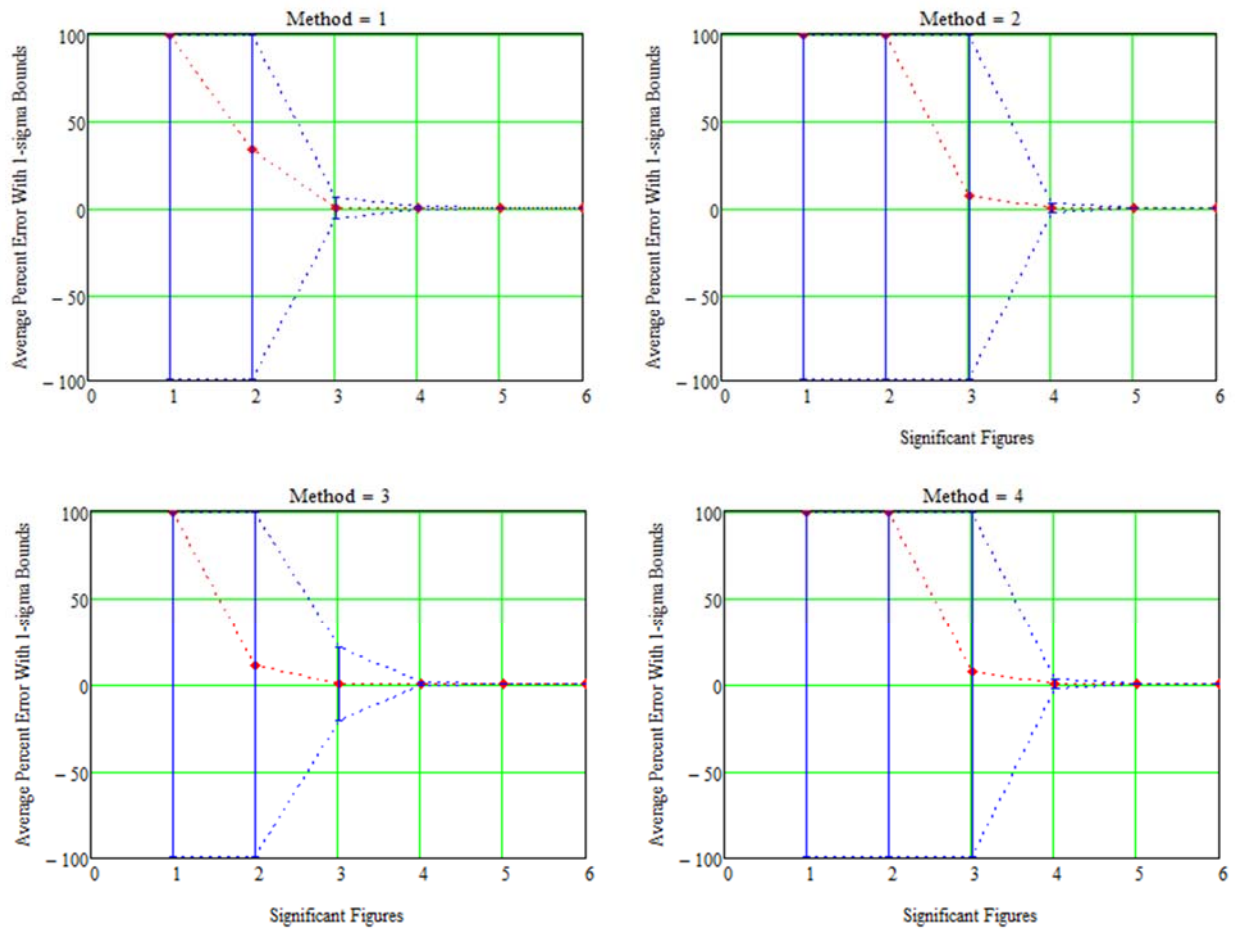 Method = 1
Average Percent Error With 1-sigma Bounds
100
50
0
– 50
– 100
0 1 2 3 4 5 6
Method = 2
Average Percent Error With 1-sigma Bounds
100
50
0
– 50
– 100
0 1 2 3 4 5 6
Significant Figures
Method = 3
Average Percent Error With 1-sigma Bounds
100
50
0
– 50
– 100
0 1 2 3 4 5 6
Significant Figures
Method = 4
Average Percent Error With 1-sigma Bounds
100
50
0
– 50
– 100
0 1 2 3 4 5 6
Significant Figures